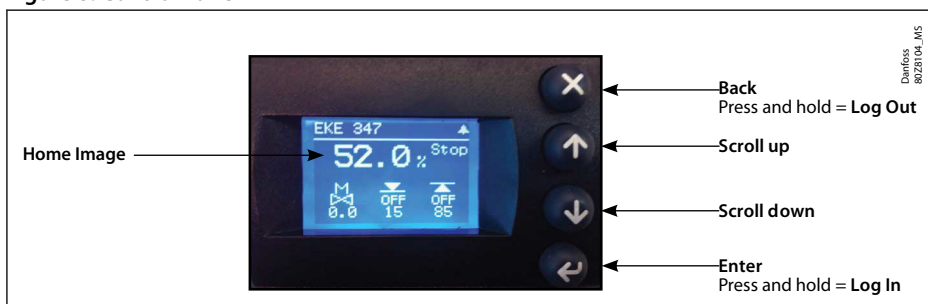 Danfoss
80Z8104_MS
Back
Press and hold = Log Out
EKE 347
Home Image
52.0 % Stop
Scroll up
M
OFF OFF
0.0 15 85
Scroll down
Enter
Press and hold = Log In